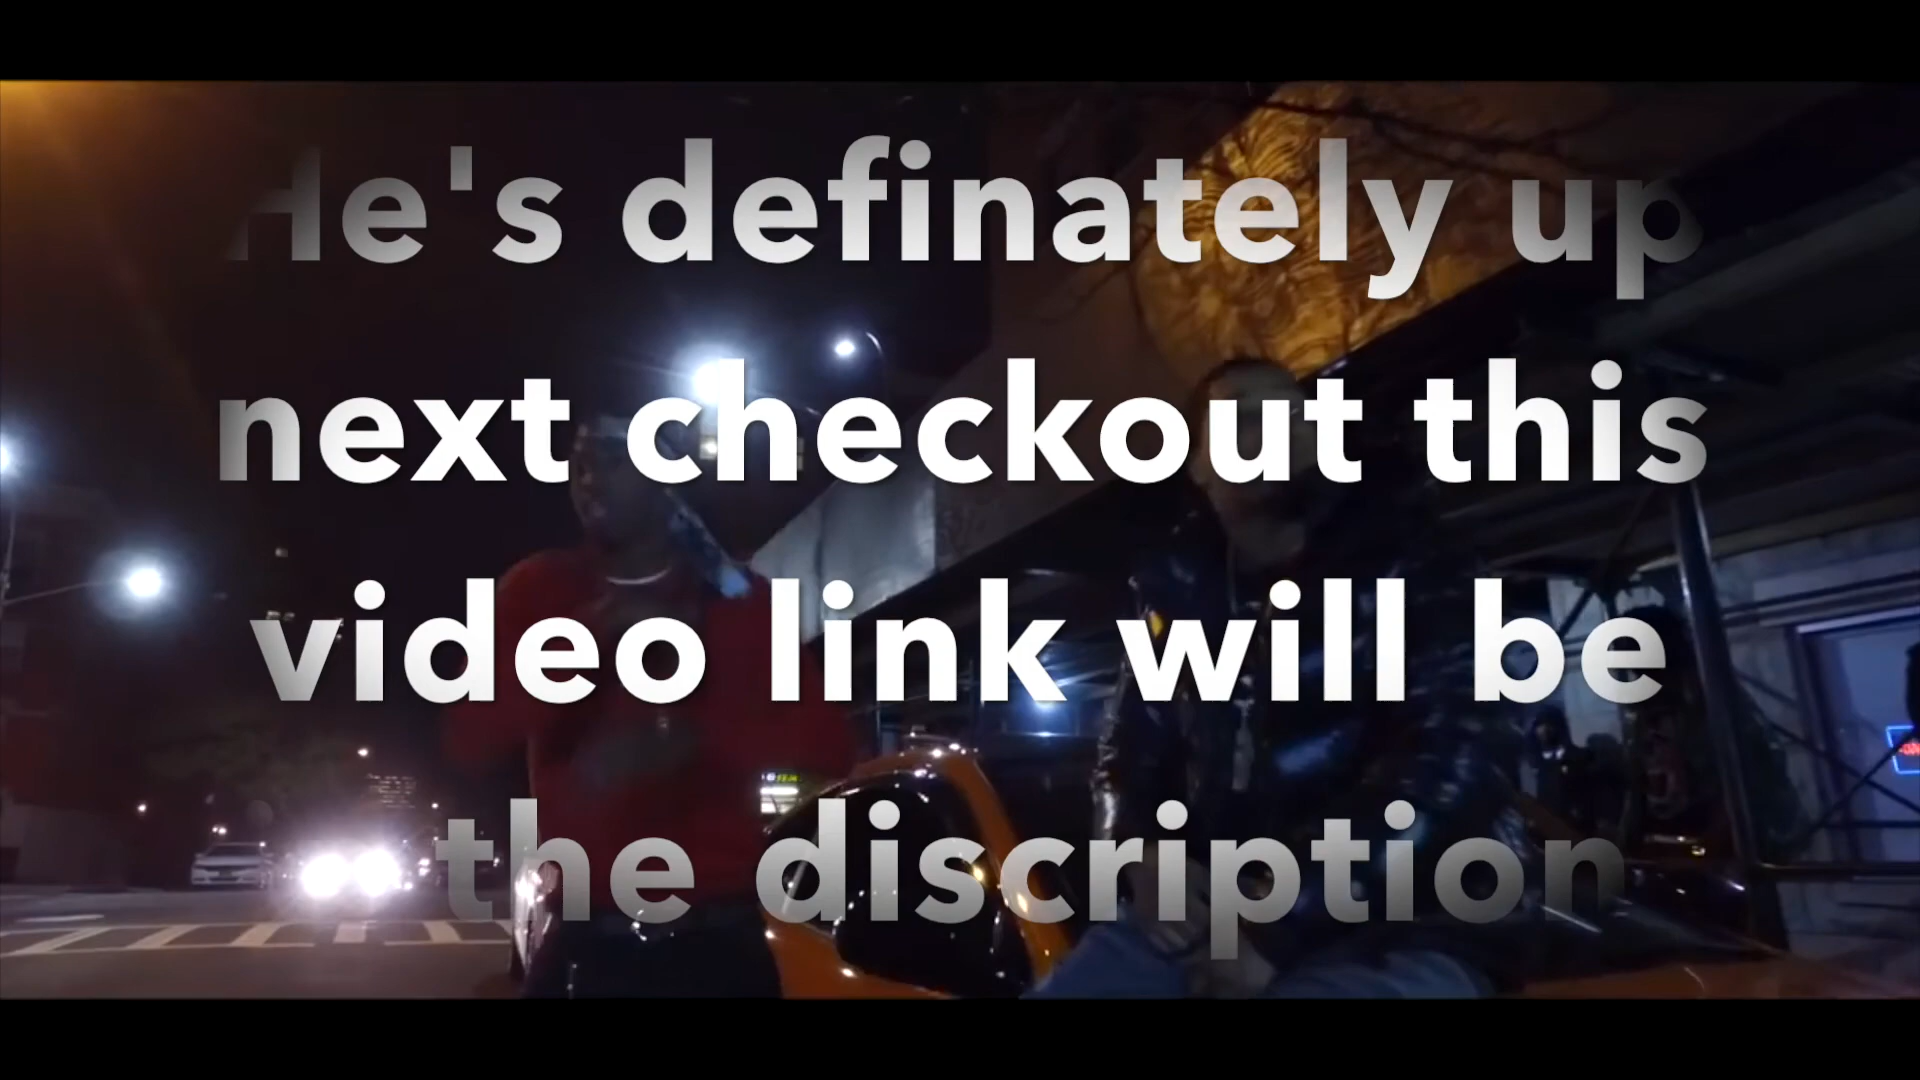 He's definately up
next checkout this
video link will be
the discription